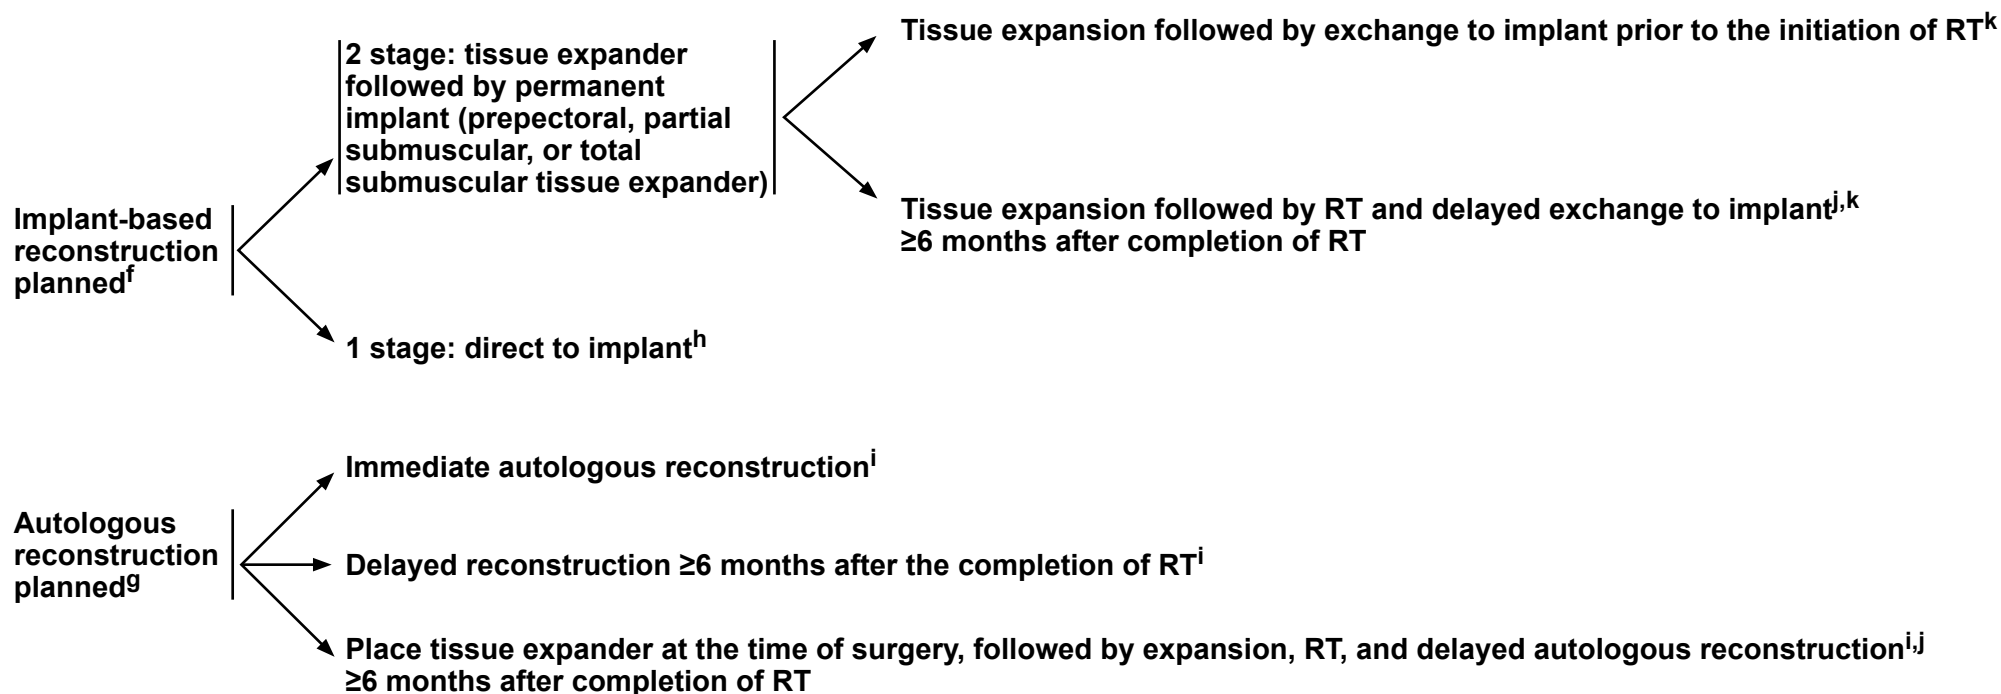 Implant-based
reconstruction
plannedf
2 stage: tissue expander
followed by permanent
implant (prepectoral, partial
submuscular, or total
submuscular tissue expander)
Tissue expansion followed by exchange to implant prior to the initiation of RTk
Tissue expansion followed by RT and delayed exchange to implantj,k
≥6 months after completion of RT
1 stage: direct to implanth
Autologous
reconstruction
plannedg
Immediate autologous reconstructioni
Delayed reconstruction ≥6 months after the completion of RTi
Place tissue expander at the time of surgery, followed by expansion, RT, and delayed autologous reconstructioni,j
≥6 months after completion of RT